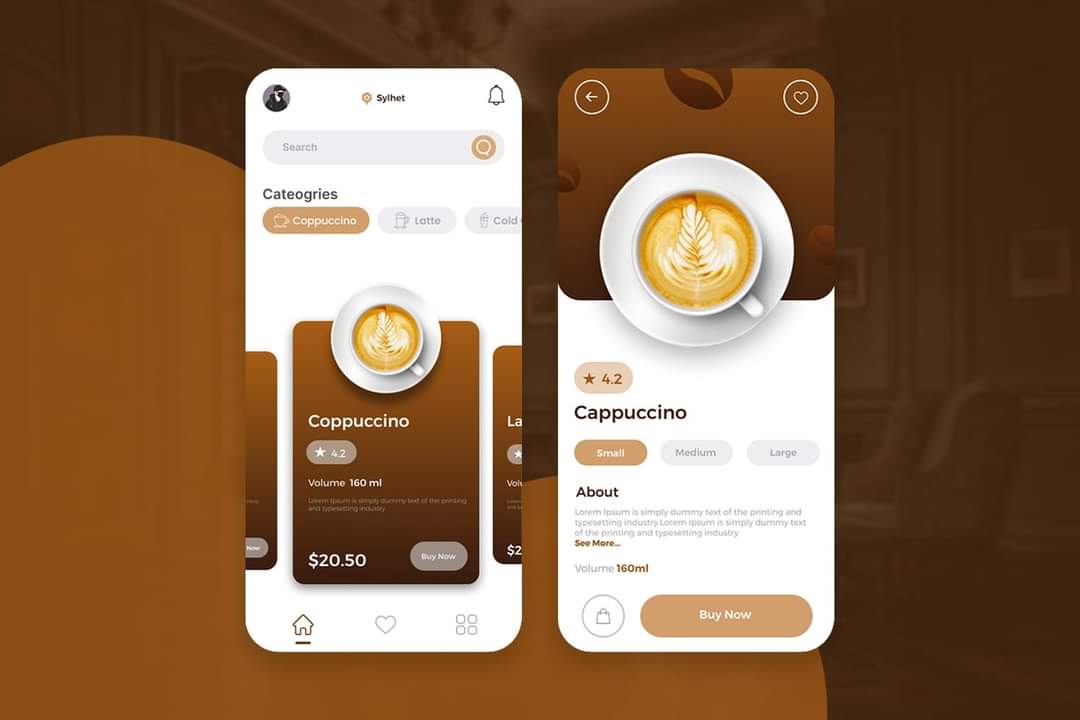 Sylhet
Search
Cateogries
Coppuccino
Latte
Cold
Coppuccino
4.2
Volume 160 ml
Lorem Ipsum is simply dummy text of the printing
and typesetting industry
$20.50
Buy Now
Now
La
Volu
$2
4.2
Cappuccino
Small
Medium
Large
About
Lorem Ipsum is simply dummy text of the printing and
typesetting industry.Lorem Ipsum is simply dummy text
of the printing and typesetting industry
See More...
Volume 160ml
Buy Now